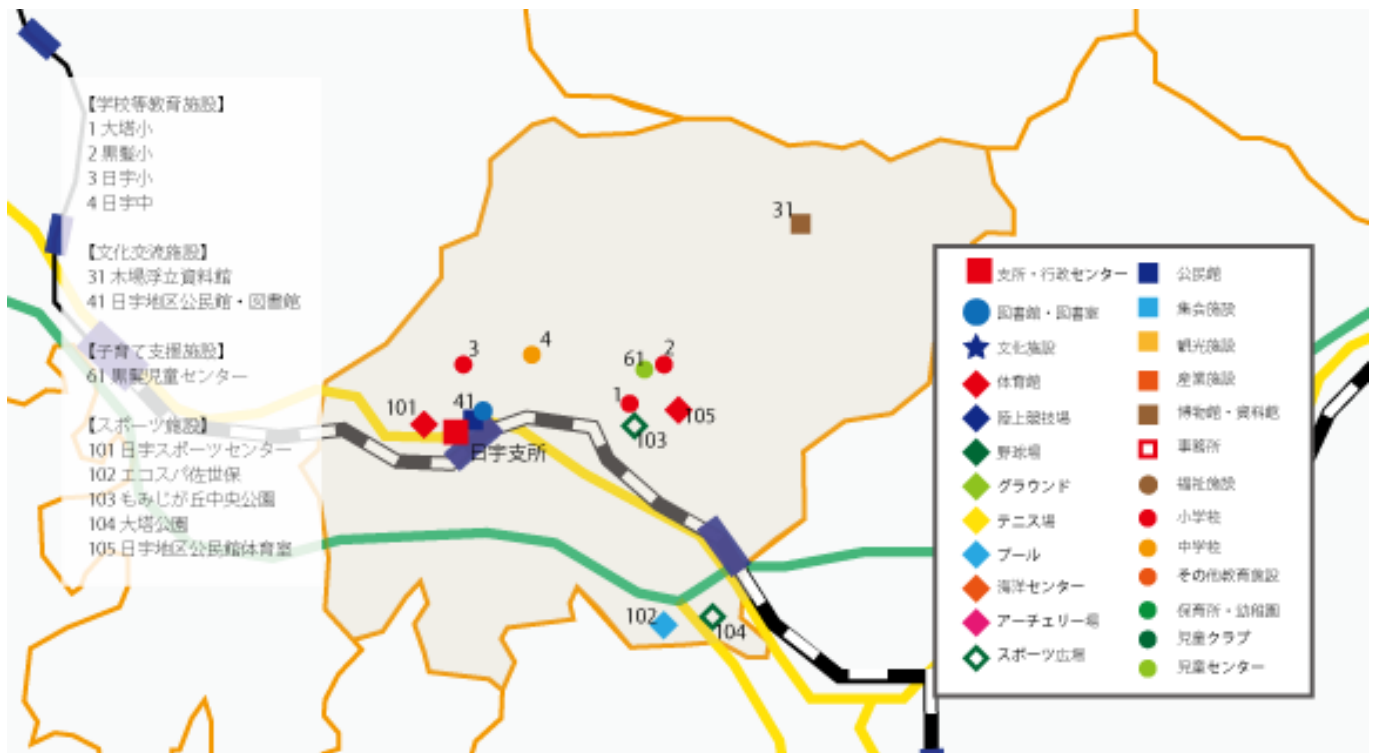 【学校等教育施設】
1 大塔小
2 黒髪小
3 日宇小
4 日宇中
【文化交流施設】
31 木場浮立資料館
41 日宇地区公民館・図書館
【子育て支援施設】
61 黒髪児童センター
【スポーツ施設】
101 日宇スポーツセンター
102 エコスパ佐世保
103 もみじが丘中央公園
104 大塔公園
105 日宇地区公民館体育室
31
3
4
61
2
1
101
41
105
103
日宇支所
102
104
支所・行政センター
図書館・図書室
文化施設
体育館
陸上競技場
野球場
グラウンド
テニス場
プール
海洋センター
アーチェリー場
スポーツ広場
公民館
集会施設
観光施設
産業施設
博物館・資料館
事務所
福祉施設
小学校
中学校
その他教育施設
保育所・幼稚園
児童クラブ
児童センター